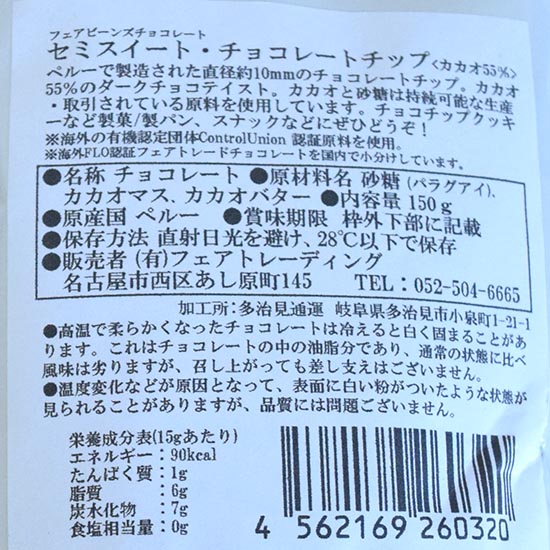 フェアビーンズチョコレート
セミスイート・チョコレートチップ<カカオ55%>
ペルーで製造された直径約10mmのチョコレートチップ。カカオ
55%のダークチョコテイスト。カカオと砂糖は持続可能な生産
・取引されている原料を使用しています。チョコチップクッキ
ーなど製菓/製パン、スナックなどにぜひどうぞ！
※海外の有機認定団体ControlUnion 認証原料を使用。
※海外FLO認証フェアトレードチョコレートを国内で小分けしています。
●名称 チョコレート ●原材料名 砂糖 (パラグアイ)、
カカオマス、カカオバター ●内容量 150g
●原産国 ペルー ●賞味期限 枠外下部に記載
●保存方法 直射日光を避け、28℃以下で保存
●販売者 (有)フェアトレーディング
名古屋市西区あし原町145 TEL：052-504-6665
加工所：多治見通運 岐阜県多治見市小泉町1-21-1
●高温で柔らかくなったチョコレートは冷えると白く固まることがあ
ります。これはチョコレートの中の油脂分であり、通常の状態に比べ
風味は劣りますが、召し上がっても差し支えはございません。
●温度変化などが原因となって、表面に白い粉がついたような状態が
見られることがありますが、品質には問題ございません。
栄養成分表(15gあたり)
エネルギー：90kcal
たんぱく質：1g
脂質 ：6g
炭水化物 ：7g
食塩相当量：0g
4 562169 260320